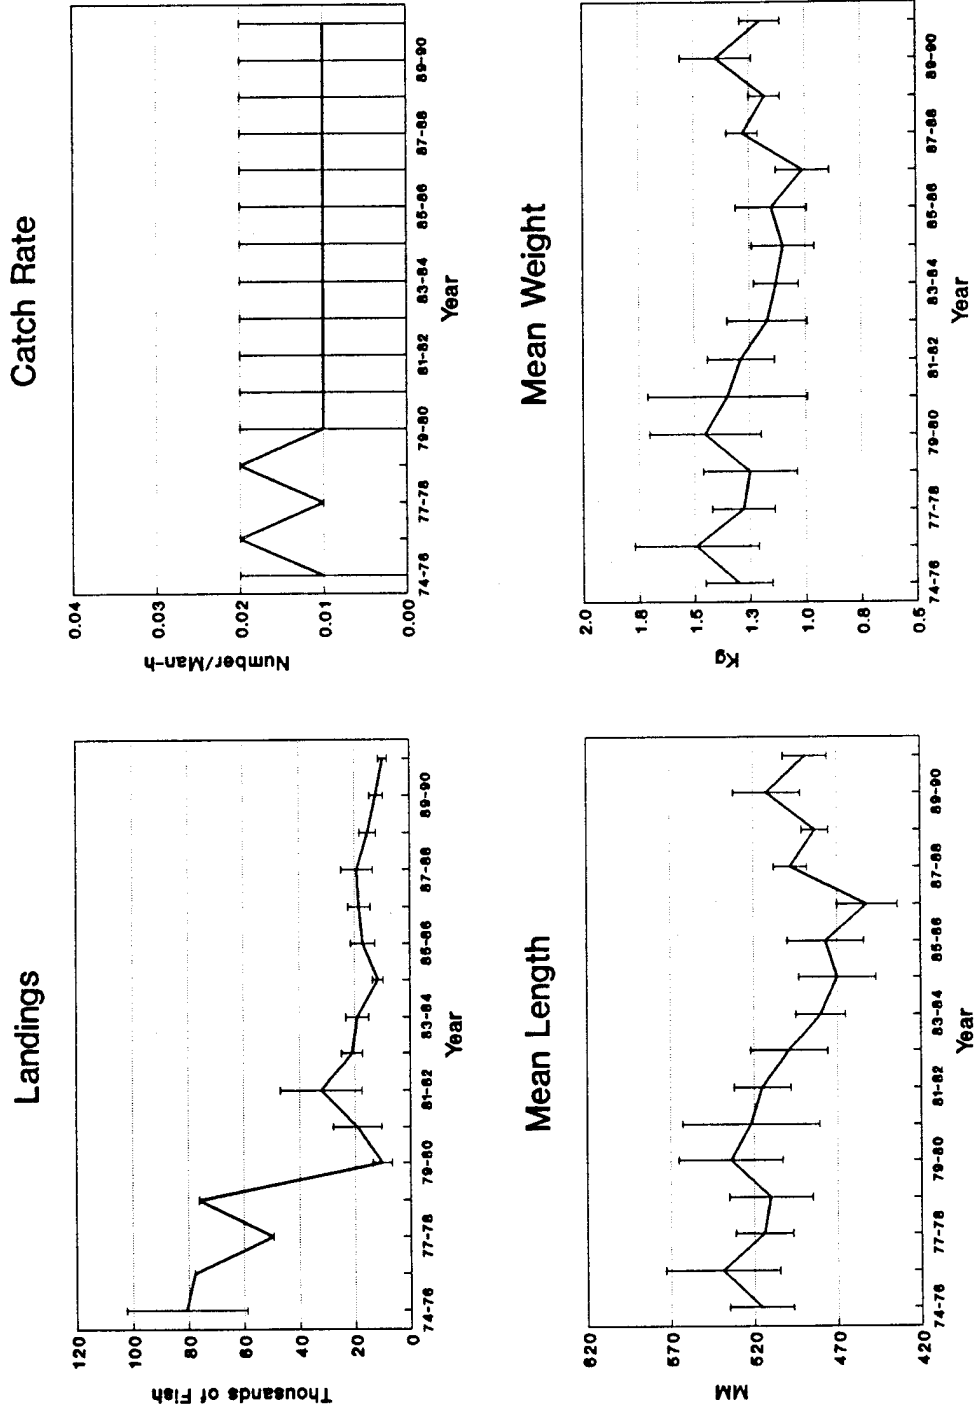 Landings
Thousands of Fish
120
100
80
60
40
20
0
74-76 77-78 79-80 81-82 83-84 85-86 87-88 89-90
Year
Catch Rate
Number/Man-h
0.04
0.03
0.02
0.01
0.00
74-76 77-78 79-80 81-82 83-84 85-86 87-88 89-90
Year
Mean Length
MM
620
570
520
470
420
74-76 77-78 79-80 81-82 83-84 85-86 87-88 89-90
Year
Mean Weight
Kg
2.0
1.8
1.5
1.3
1.0
0.8
0.5
74-76 77-78 79-80 81-82 83-84 85-86 87-88 89-90
Year